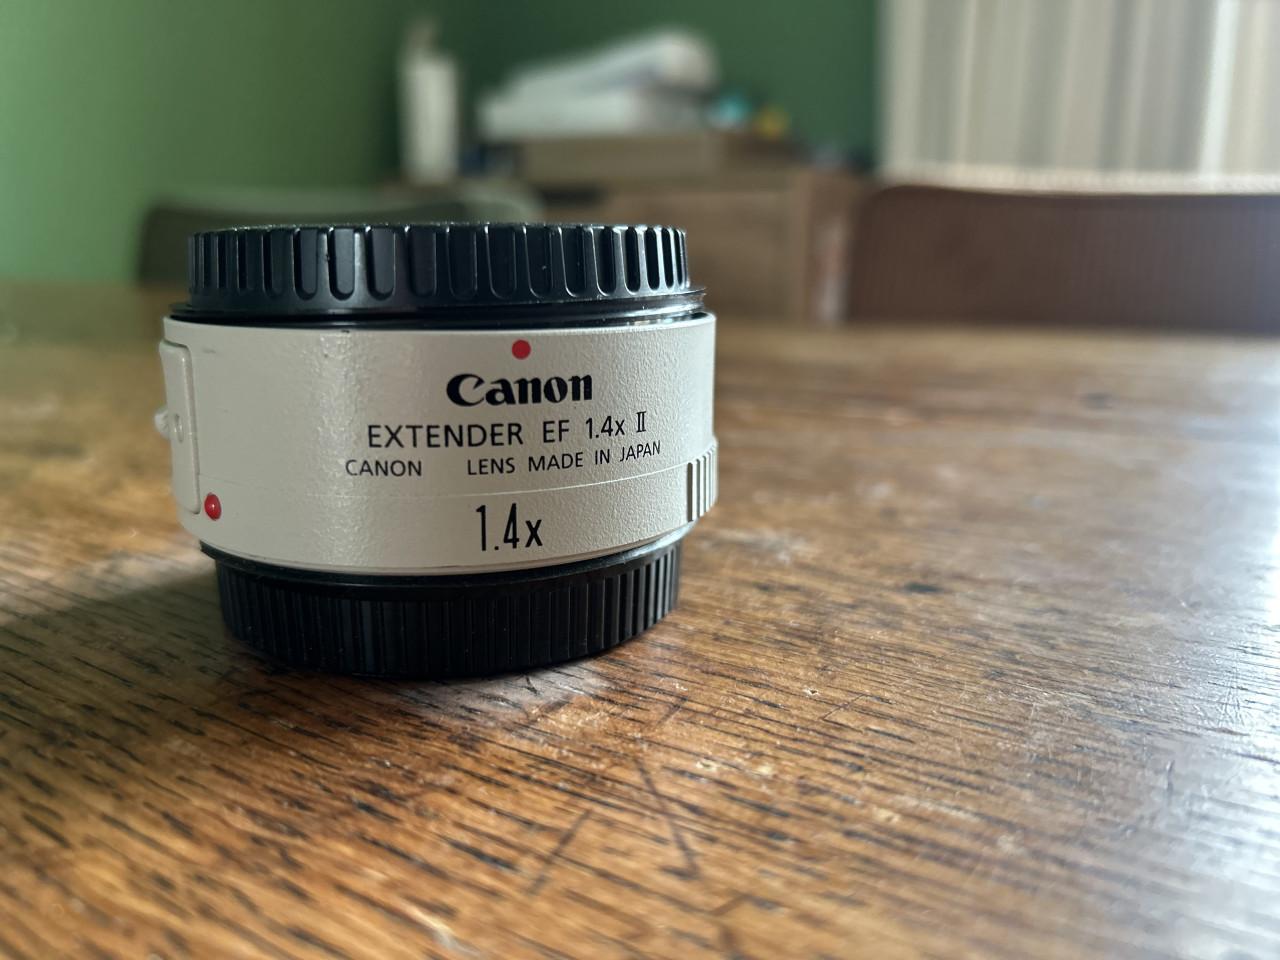 Canon
EXTENDER EF 1.4x II
CANON LENS MADE IN JAPAN
1.4x